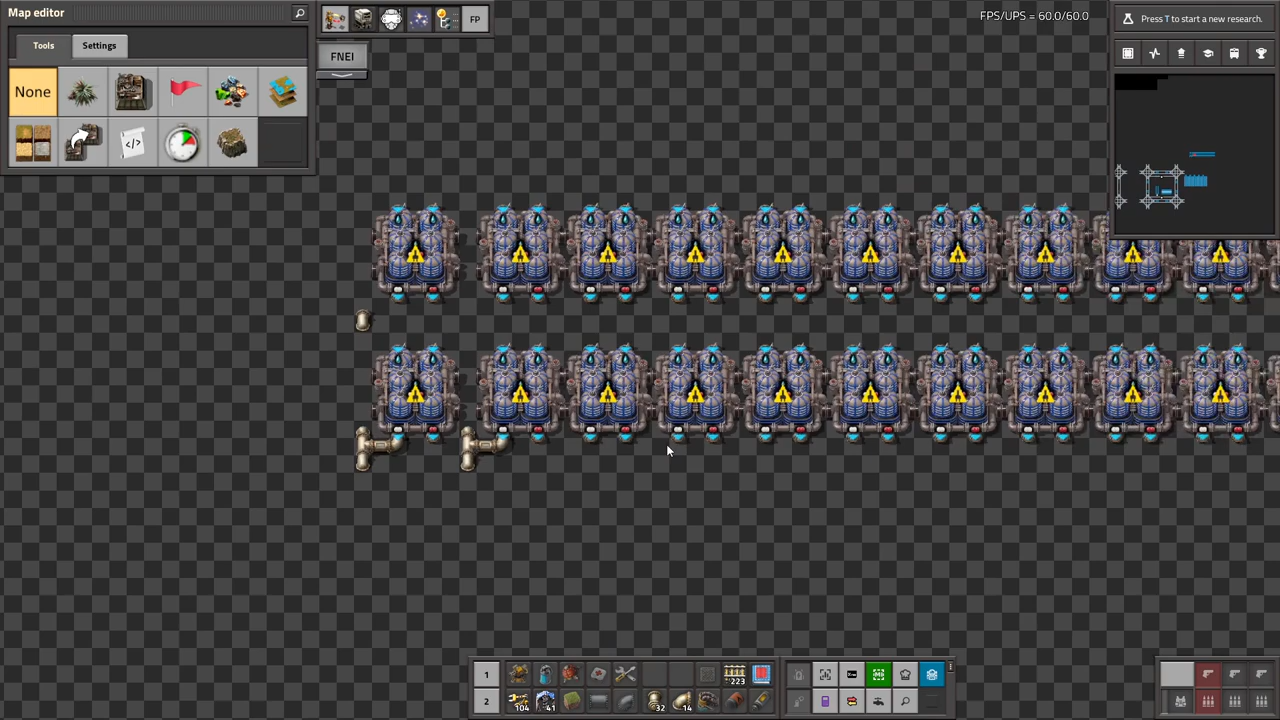 Map editor
Tools
Settings
None
</>
FP
FNEI
FPS/UPS = 60.0/60.0
Press T to start a new research.
1
223
2
104
41
32
14